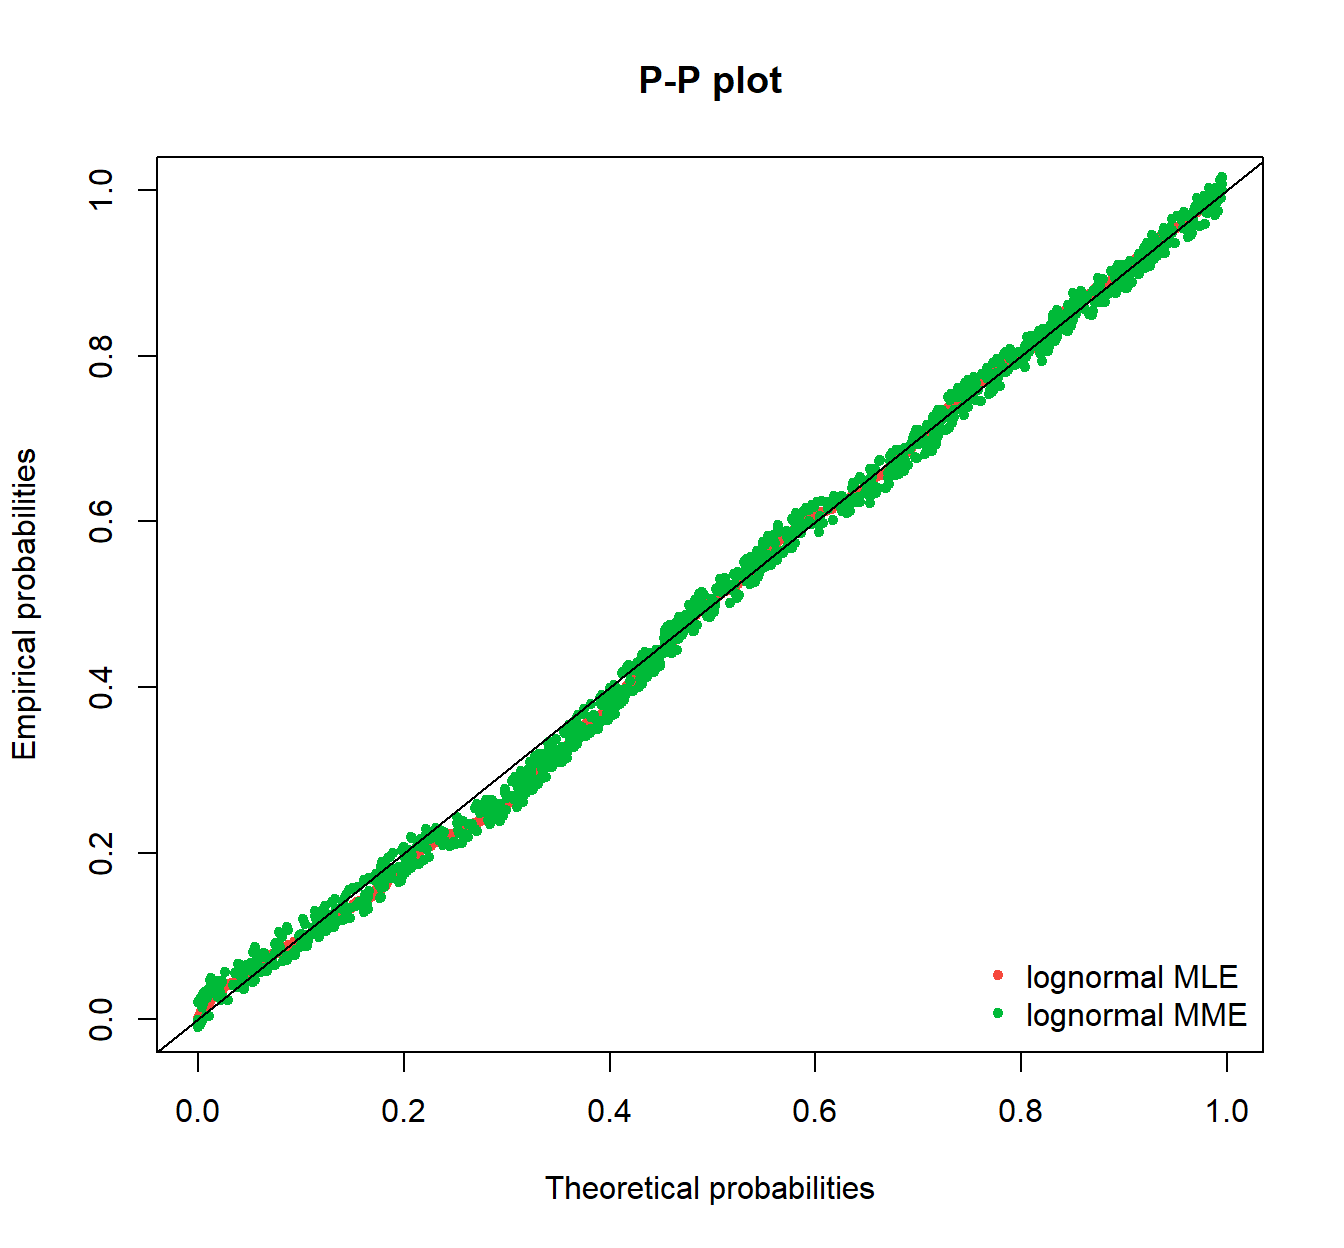 P-P plot
1.0
0.8
0.6
0.4
0.2
0.0
Empirical probabilities
lognormal MLE
lognormal MME
0.0 0.2 0.4 0.6 0.8 1.0
Theoretical probabilities